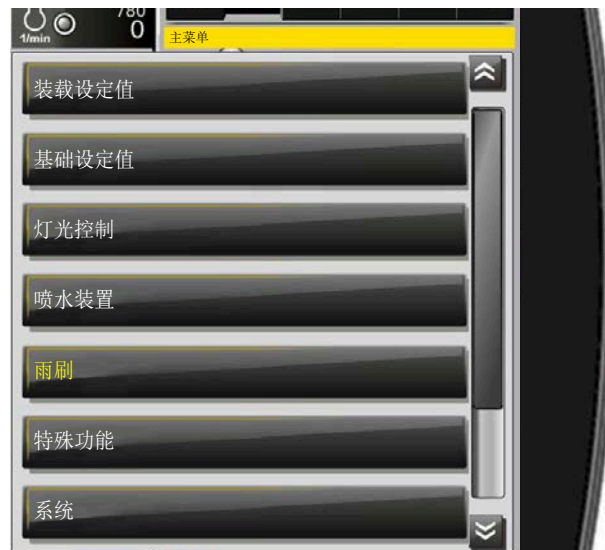 780
0
1/min
主菜单
装载设定值
基础设定值
灯光控制
喷水装置
雨刷
特殊功能
系统